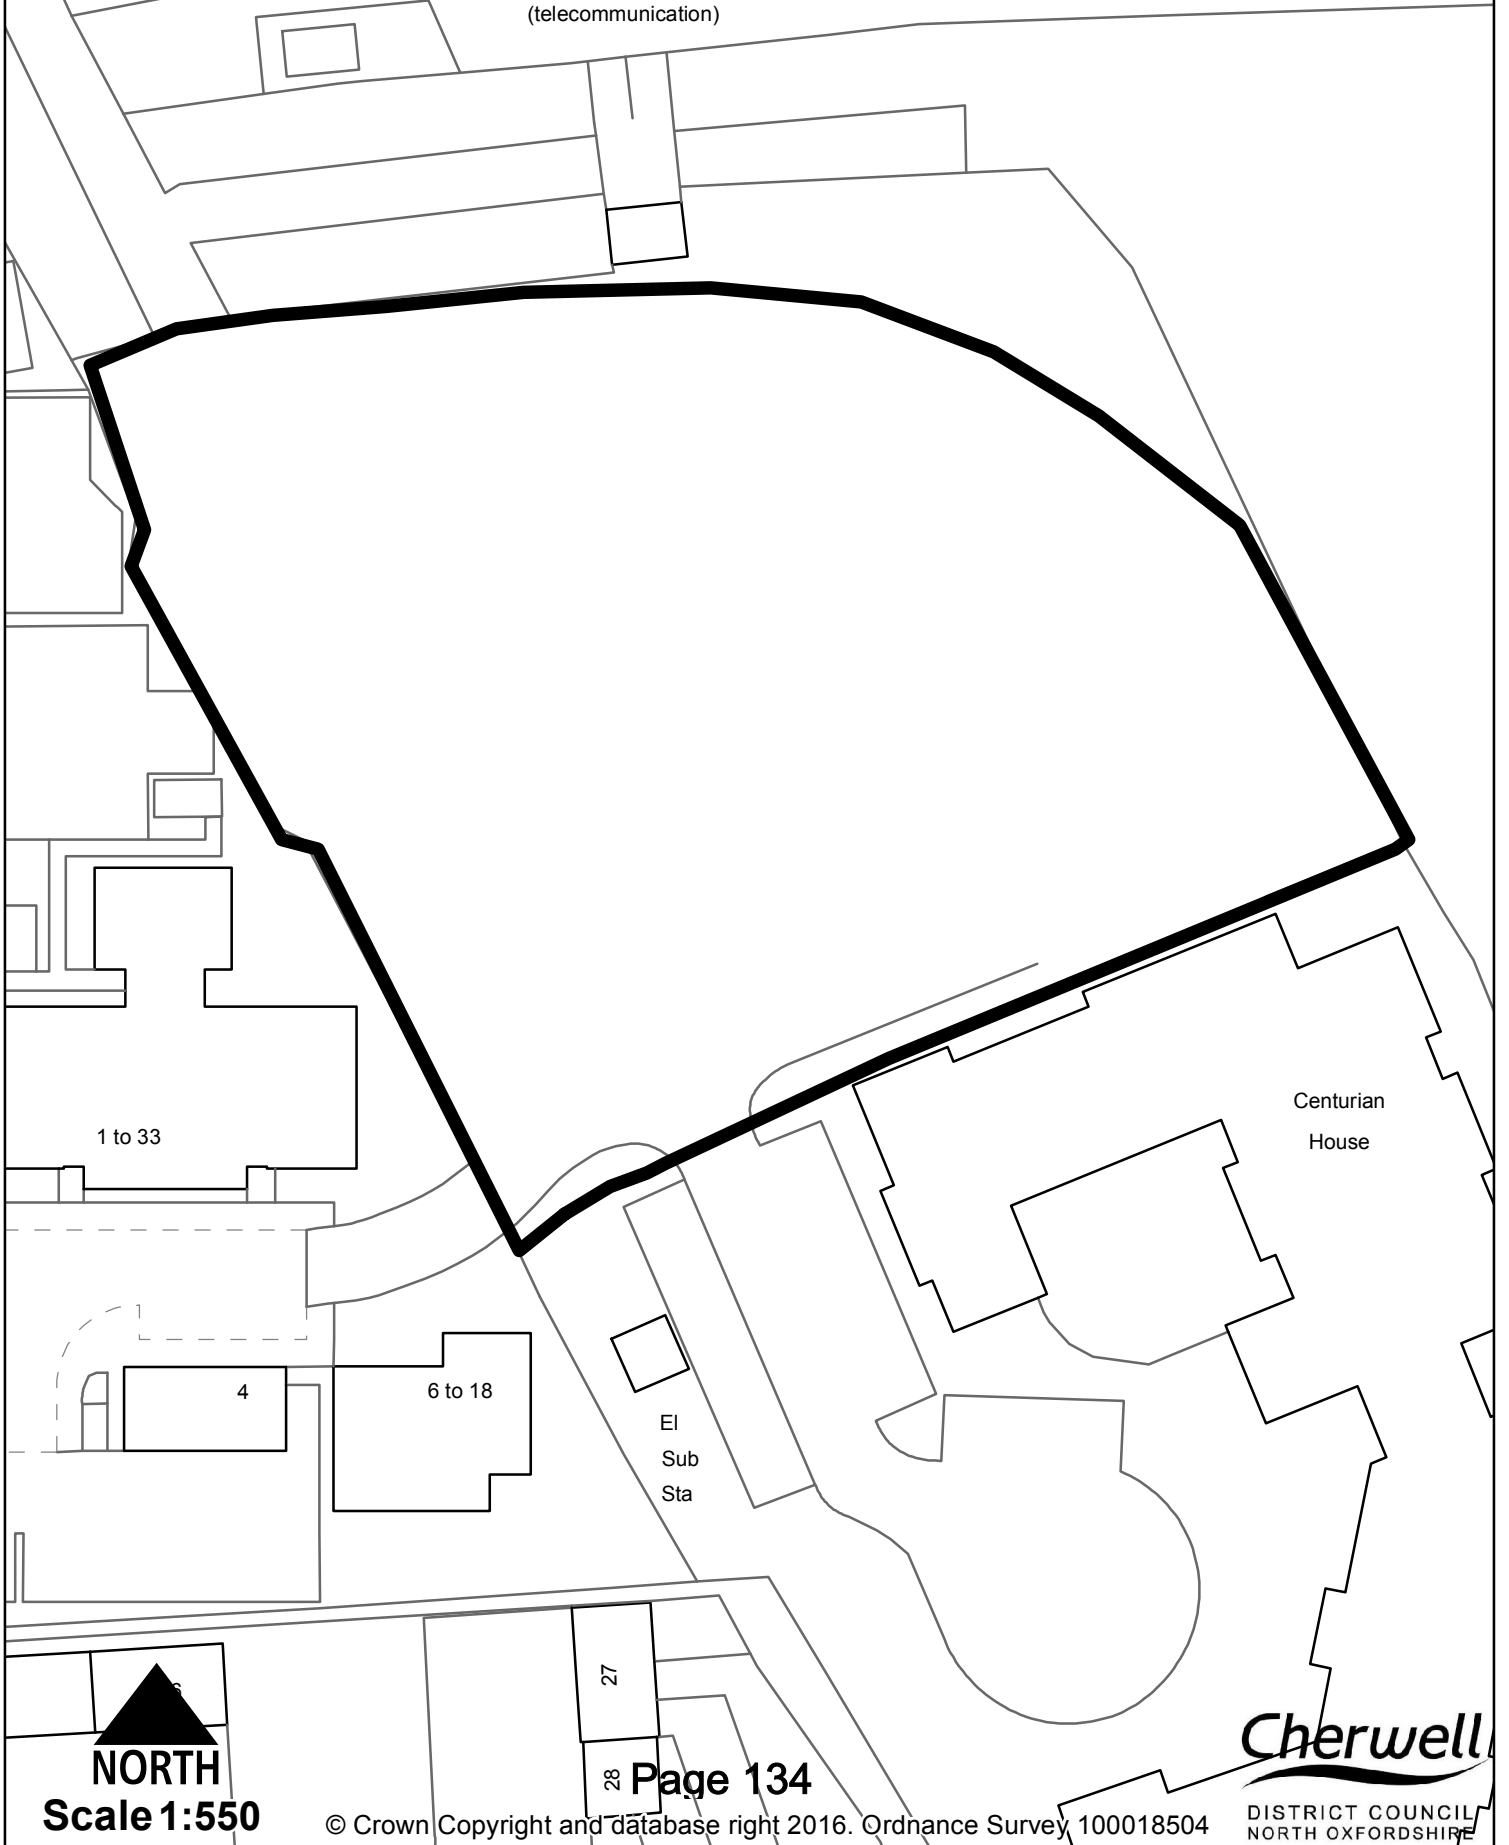 (telecommunication)
Centurian
House
1 to 33
4
6 to 18
El
Sub
Sta
27
28
NORTH
Scale 1:550
Page 134
© Crown Copyright and database right 2016. Ordnance Survey 100018504
Cherwell
DISTRICT COUNCIL
NORTH OXFORDSHIRE